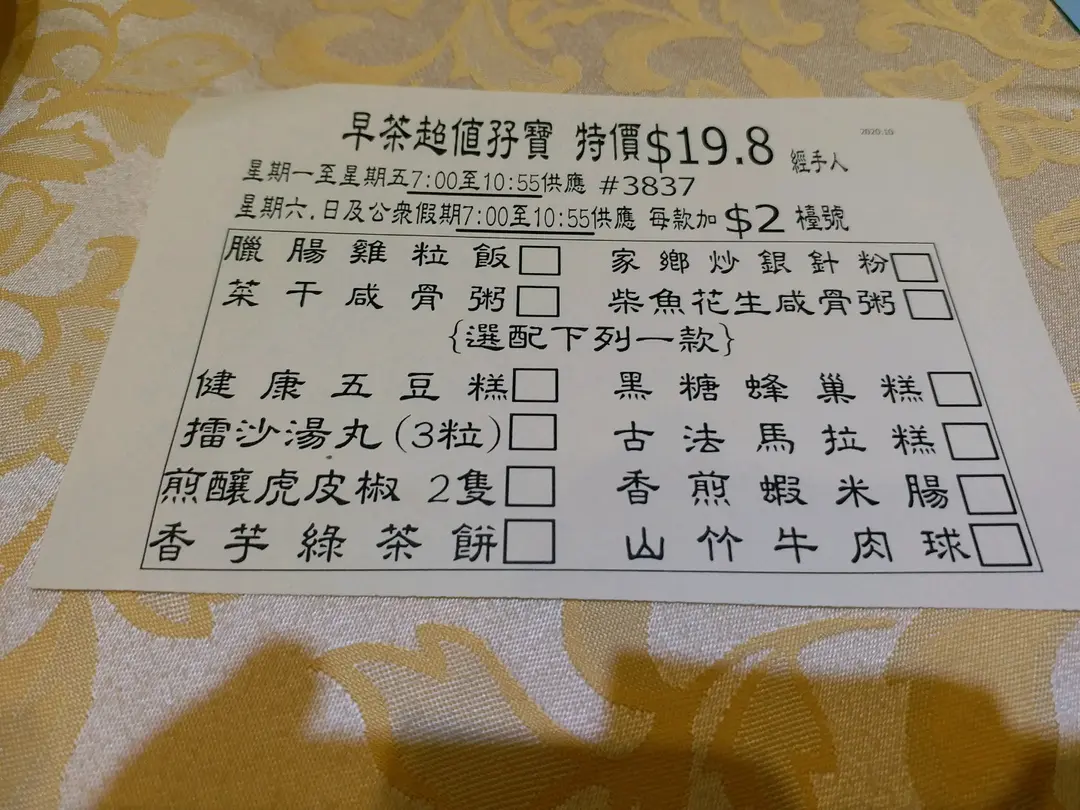 早茶超值孖寶 特價$19.8 經手人 2020.10
星期一至星期五7:00至10:55供應 #3837
星期六.日及公衆假期7:00至10:55供應 每款加 $2 檯號
臘腸雞粒飯 家鄉炒銀針粉
菜干咸骨粥 柴魚花生咸骨粥
{選配下列一款}
健康五豆糕 黑糖蜂巢糕
擂沙湯丸(3粒) 古法馬拉糕
煎釀虎皮椒 2隻 香煎蝦米腸
香芋綠茶餅 山竹牛肉球